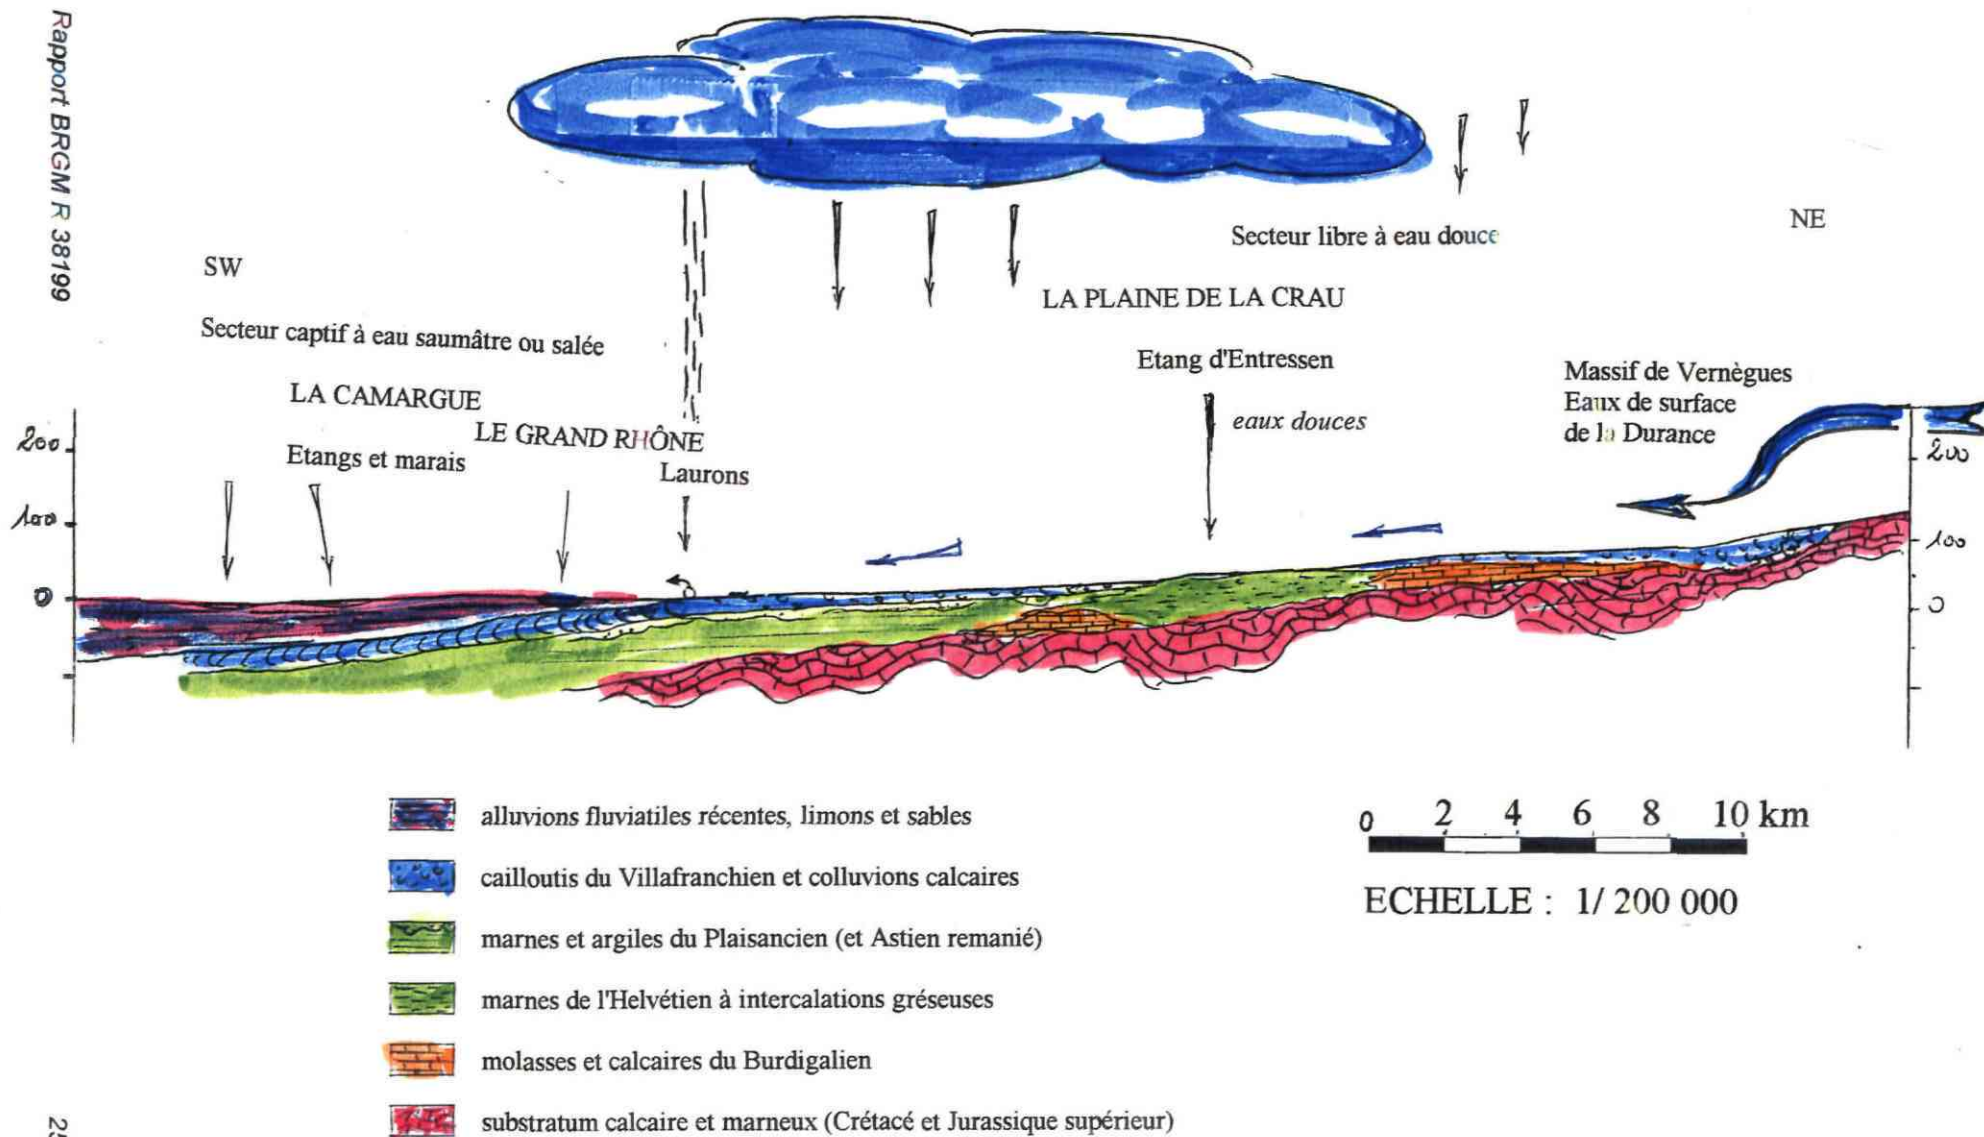 Rapport BRGM R 38199
SW
NE
Secteur libre à eau douce
LA PLAINE DE LA CRAU
Secteur captif à eau saumâtre ou salée
LA CAMARGUE
LE GRAND RHÔNE
Etangs et marais
Laurons
Etang d'Entressen
eaux douces
Massif de Vernègues
Eaux de surface
de la Durance
200
100
0
200
100
0
alluvions fluviatiles récentes, limons et sables
cailloutis du Villafranchien et colluvions calcaires
marnes et argiles du Plaisancien (et Astien remanié)
marnes de l'Helvétien à intercalations gréseuses
molasses et calcaires du Burdigalien
substratum calcaire et marneux (Crétacé et Jurassique supérieur)
0 2 4 6 8 10 km
ECHELLE : 1/ 200 000
25